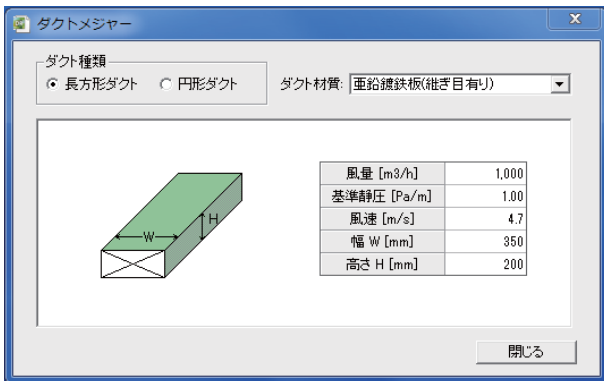 ダクトメジャー
ダクト種類
長方形ダクト 円形ダクト ダクト材質: 亜鉛鍍鉄板(継ぎ目有り)
W
H
風量 [m3/h] 1,000
基準静圧 [Pa/m] 1.00
風速 [m/s] 4.7
幅 W [mm] 350
高さ H [mm] 200
閉じる